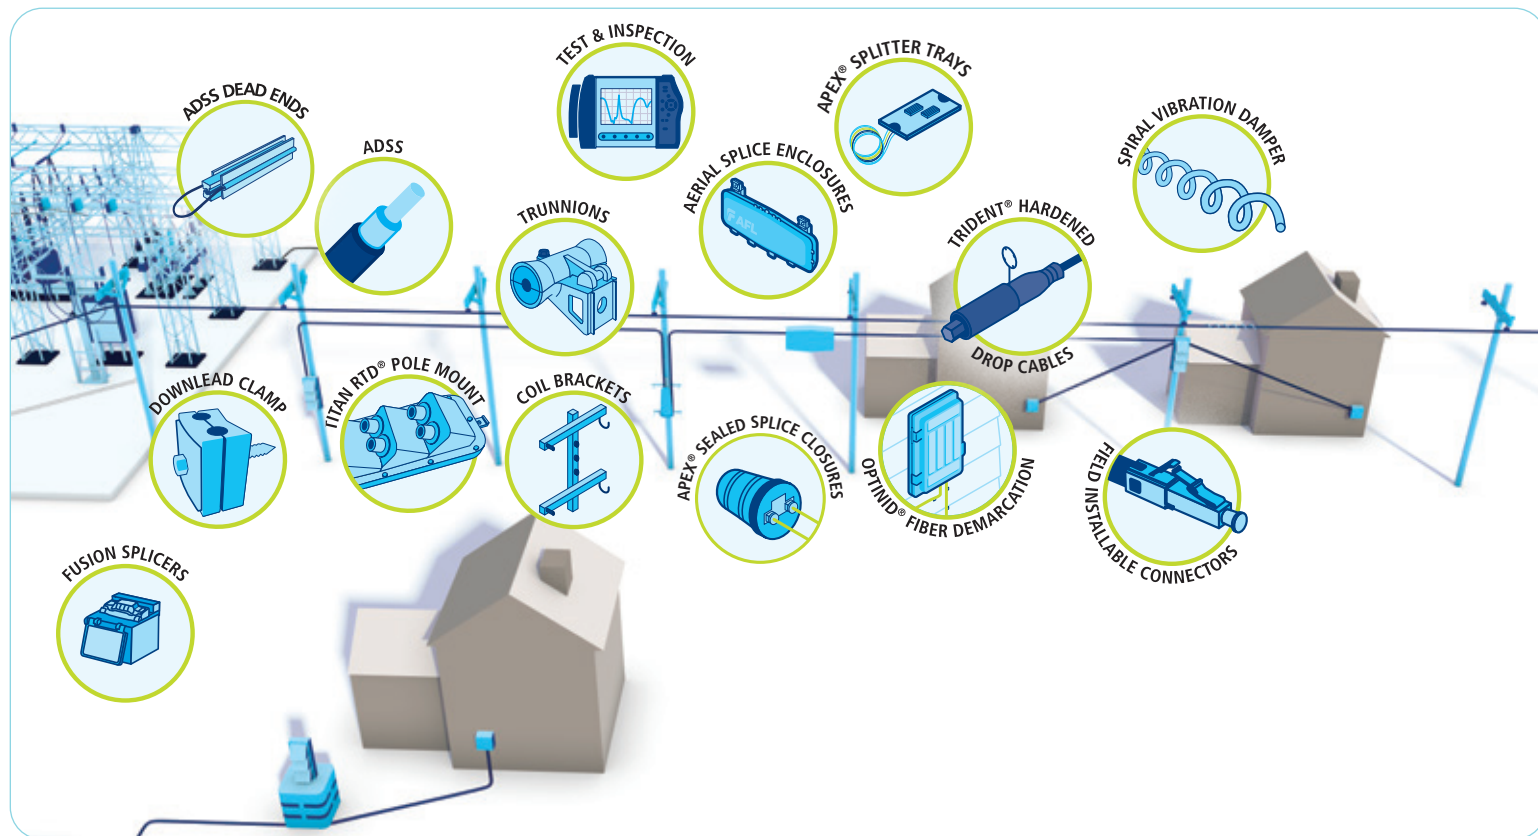 TEST & INSPECTION
APEX® SPLITTER TRAYS
ADSS DEAD ENDS
ADSS
AERIAL SPLICE ENCLOSURES
AFL
SPIRAL VIBRATION DAMPER
TRUNNIONS
TRIDENT® HARDENED
DROP CABLES
DOWNLEAD CLAMP
TITAN RTD® POLE MOUNT
COIL BRACKETS
APEX® SEALED SPLICE CLOSURES
OPTINID® FIBER DEMARCATION
FIELD INSTALLABLE CONNECTORS
FUSION SPLICERS